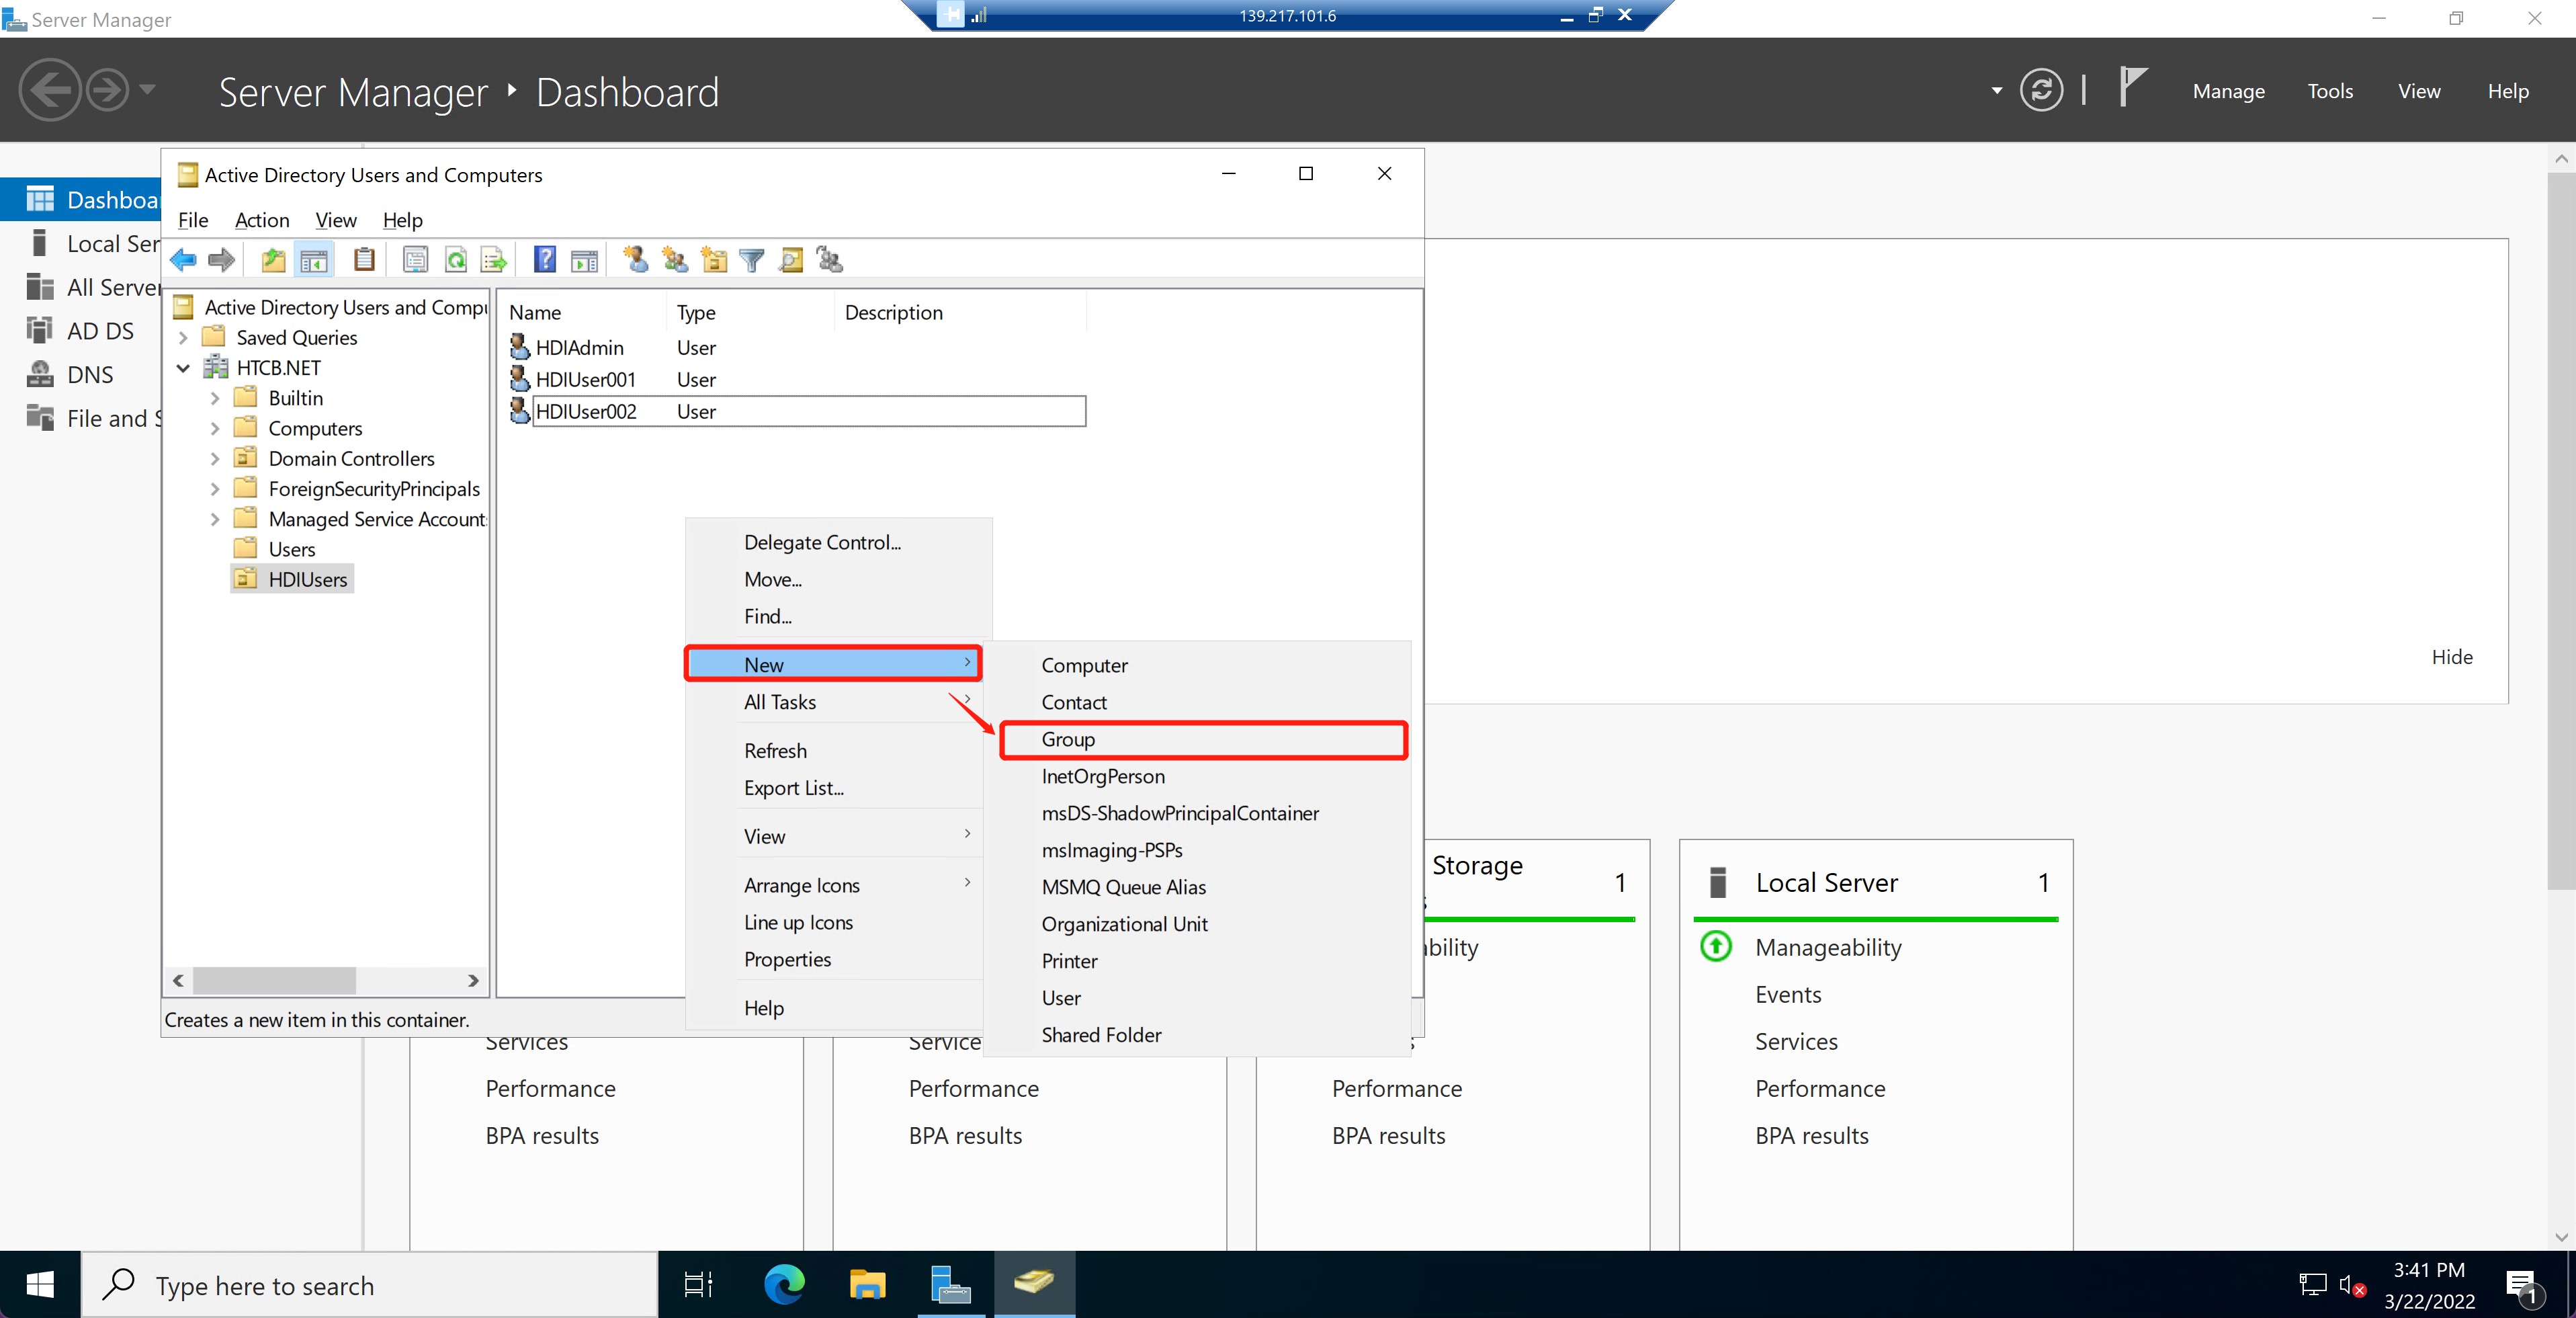 Server Manager
139.217.101.6
Server Manager
Dashboard
Manage
Tools
View
Help
Active Directory Users and Computers
Dashboa
Local Ser
All Server
AD DS
DNS
File and S
File
Action
View
Help
Active Directory Users and Compu
Saved Queries
HTCB.NET
Builtin
Computers
Domain Controllers
ForeignSecurityPrincipals
Managed Service Account
Users
HDIUsers
Name
Type
Description
HDIAdmin
User
HDIUser001
User
HDIUser002
User
Delegate Control...
Move...
Find...
New
All Tasks
Refresh
Export List...
View
Arrange Icons
Line up Icons
Properties
Help
Computer
Contact
Group
InetOrgPerson
msDS-ShadowPrincipalContainer
msImaging-PSPs
MSMQ Queue Alias
Organizational Unit
Printer
User
Shared Folder
Creates a new item in this container.
Hide
Services
Performance
BPA results
Service
Performance
BPA results
Storage
1
bility
Performance
BPA results
Local Server
1
Manageability
Events
Services
Performance
BPA results
Type here to search
3:41 PM
3/22/2022
1